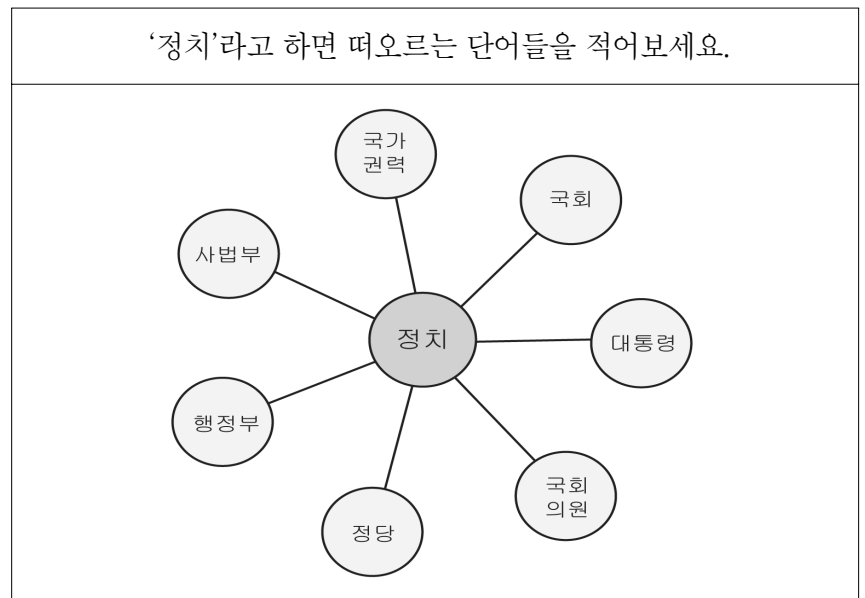 ‘정치’라고 하면 떠오르는 단어들을 적어보세요.
국가
권력
국회
사법부
정치
대통령
행정부
국회
의원
정당